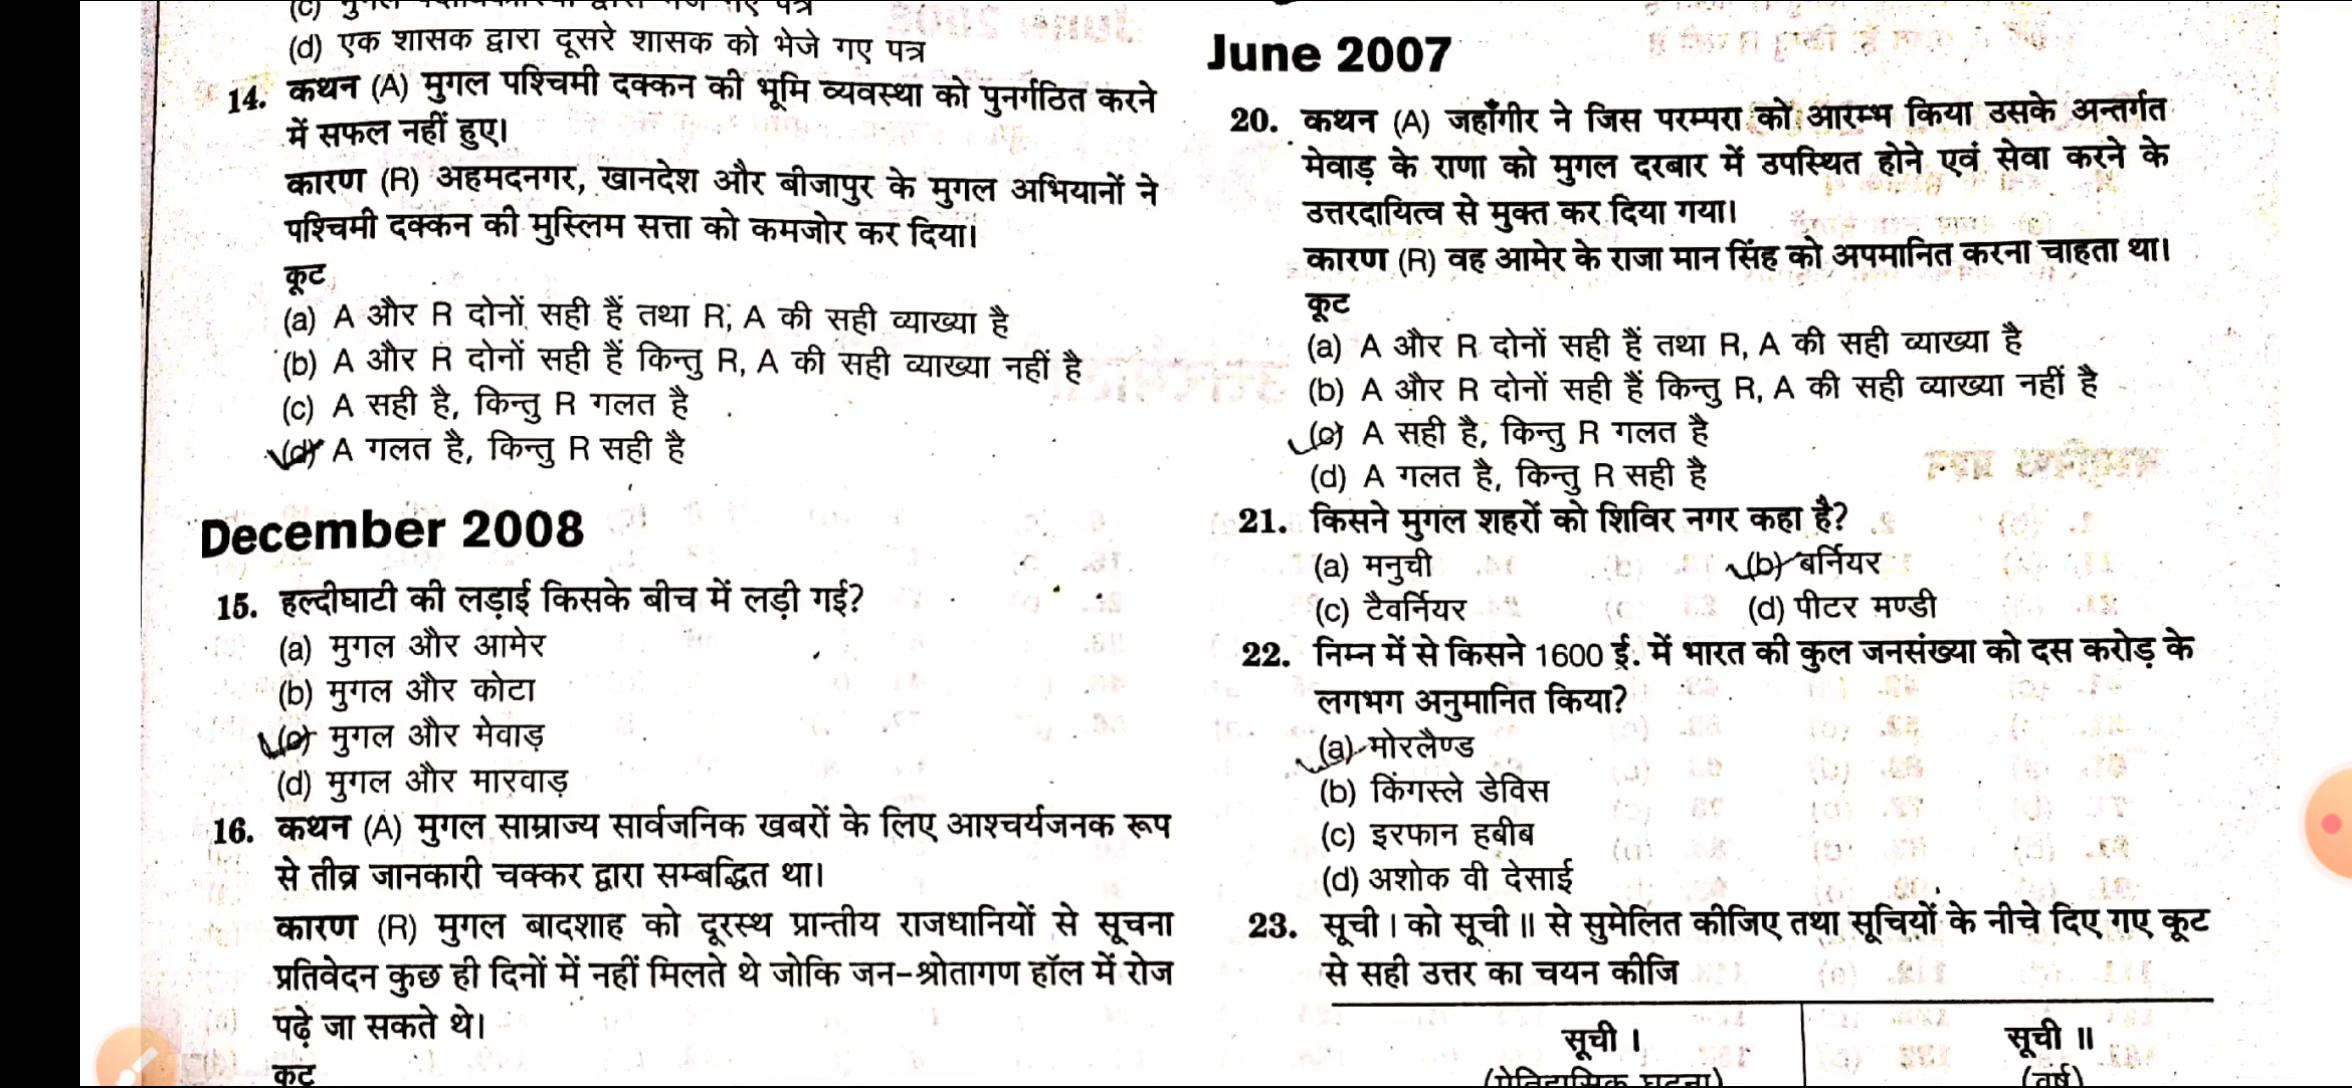 (d) एक शासक द्वारा दूसरे शासक को भेजे गए पत्र
14. कथन (A) मुगल पश्चिमी दक्कन की भूमि व्यवस्था को पुनर्गठित करने
में सफल नहीं हुए।
कारण (R) अहमदनगर, खानदेश और बीजापुर के मुगल अभियानों ने
पश्चिमी दक्कन की मुस्लिम सत्ता को कमजोर कर दिया।
कूट
(a) A और R दोनों सही हैं तथा R, A की सही व्याख्या है
(b) A और R दोनों सही हैं किन्तु R, A की सही व्याख्या नहीं है
(c) A सही है, किन्तु R गलत है
(d) A गलत है, किन्तु R सही है
December 2008
15. हल्दीघाटी की लड़ाई किसके बीच में लड़ी गई?
(a) मुगल और आमेर
(b) मुगल और कोटा
(c) मुगल और मेवाड़
(d) मुगल और मारवाड़
16. कथन (A) मुगल साम्राज्य सार्वजनिक खबरों के लिए आश्चर्यजनक रूप
से तीव्र जानकारी चक्कर द्वारा सम्बद्धित था।
कारण (R) मुगल बादशाह को दूरस्थ प्रान्तीय राजधानियों से सूचना
प्रतिवेदन कुछ ही दिनों में नहीं मिलते थे जोकि जन-श्रोतागण हॉल में रोज
पढ़े जा सकते थे।
कूट
June 2007
20. कथन (A) जहाँगीर ने जिस परम्परा को आरम्भ किया उसके अन्तर्गत
मेवाड़ के राणा को मुगल दरबार में उपस्थित होने एवं सेवा करने के
उत्तरदायित्व से मुक्त कर दिया गया।
कारण (R) वह आमेर के राजा मान सिंह को अपमानित करना चाहता था।
कूट
(a) A और R दोनों सही हैं तथा R, A की सही व्याख्या है
(b) A और R दोनों सही हैं किन्तु R, A की सही व्याख्या नहीं है
(c) A सही है, किन्तु R गलत है
(d) A गलत है, किन्तु R सही है
21. किसने मुगल शहरों को शिविर नगर कहा है?
(a) मनुची (b) बर्नियर
(c) टैवर्नियर (d) पीटर मण्डी
22. निम्न में से किसने 1600 ई. में भारत की कुल जनसंख्या को दस करोड़ के
लगभग अनुमानित किया?
(a) मोरलैण्ड
(b) किंगस्ले डेविस
(c) इरफान हबीब
(d) अशोक वी देसाई
23. सूची I को सूची II से सुमेलित कीजिए तथा सूचियों के नीचे दिए गए कूट
से सही उत्तर का चयन कीजि
सूची I सूची II
(ऐतिहासिक घटना) (वर्ष)